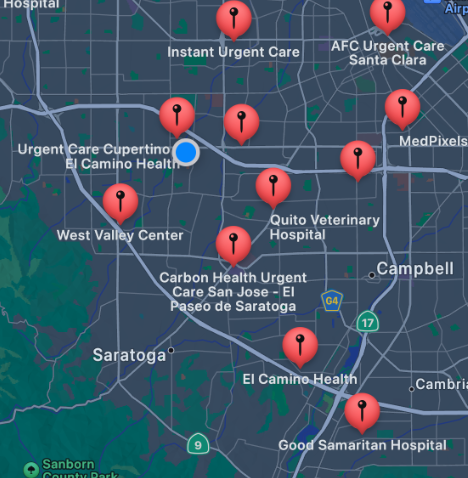 Hospital
Airp
Instant Urgent Care
AFC Urgent Care
Santa Clara
MedPixels
Urgent Care Cupertino
El Camino Health
West Valley Center
Quito Veterinary
Hospital
Carbon Health Urgent
Care San Jose - El
Paseo de Saratoga
Campbell
G4
17
Saratoga
El Camino Health
Cambria
Good Samaritan Hospital
9
Sanborn
County Park